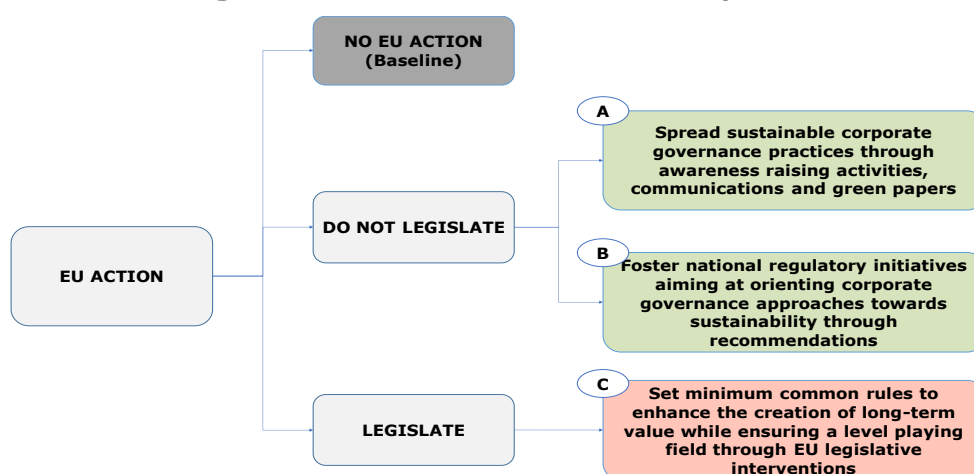 NO EU ACTION
(Baseline)
A
Spread sustainable corporate
governance practices through
awareness raising activities,
communications and green papers
DO NOT LEGISLATE
EU ACTION
B
Foster national regulatory initiatives
aiming at orienting corporate
governance approaches towards
sustainability through
recommendations
C
Set minimum common rules to
enhance the creation of long-term
value while ensuring a level playing
field through EU legislative
interventions
LEGISLATE